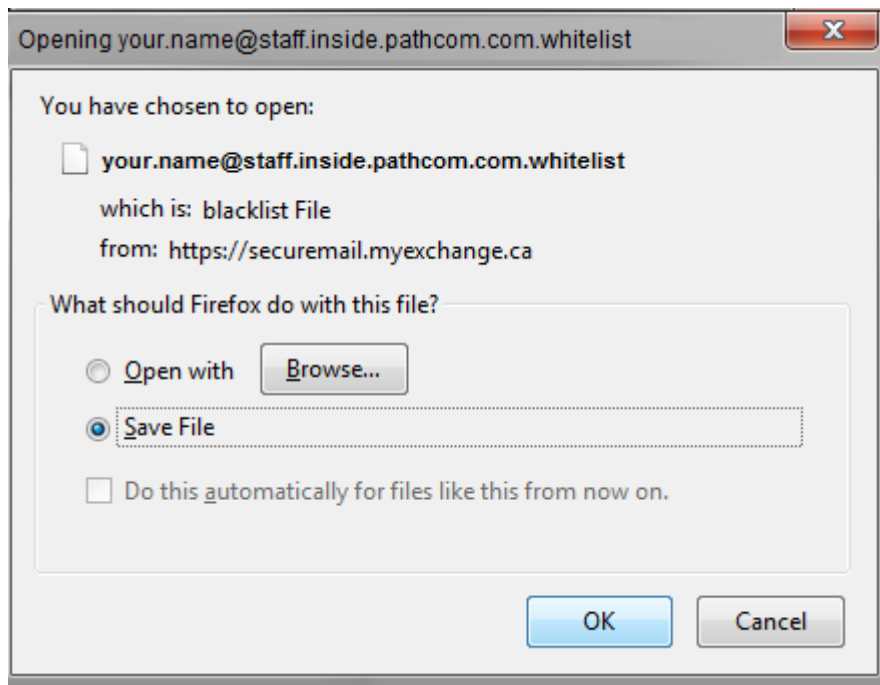 Opening your.name@staff.inside.pathcom.com.whitelist
You have chosen to open:
your.name@staff.inside.pathcom.com.whitelist
which is: blacklist File
from: https://securemail.myexchange.ca
What should Firefox do with this file?
Open with Browse...
Save File
Do this automatically for files like this from now on.
OK Cancel